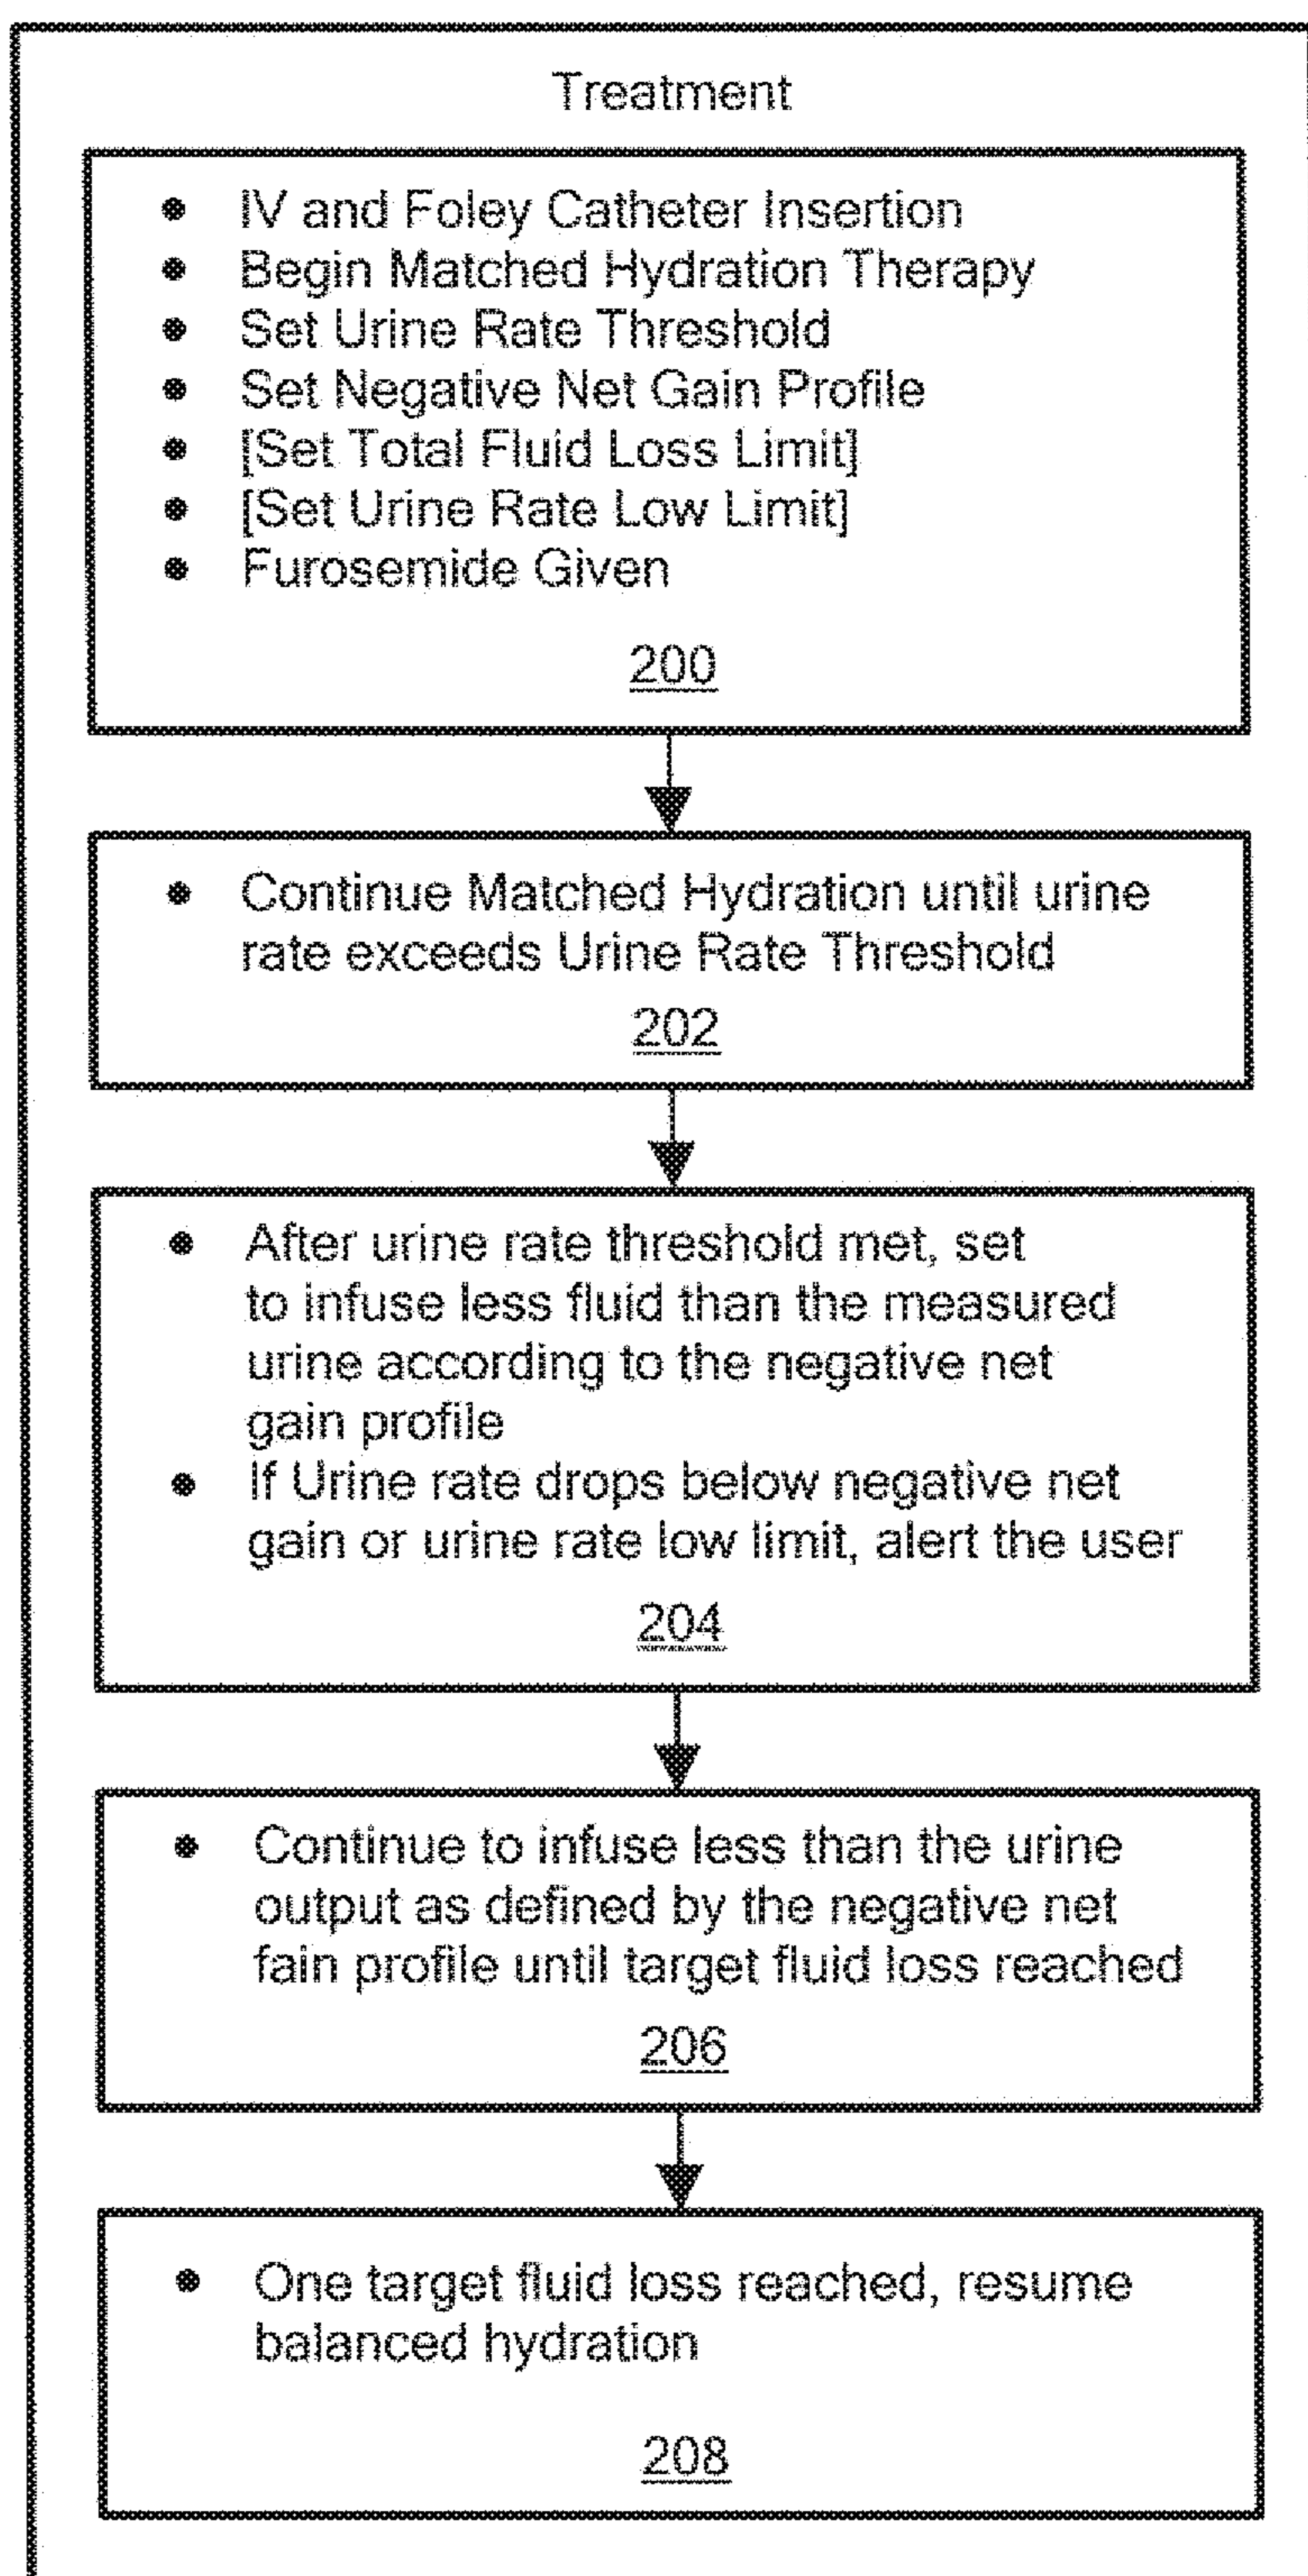 Treatment
• IV and Foley Catheter Insertion
• Begin Matched Hydration Therapy
• Set Urine Rate Threshold
• Set Negative Net Gain Profile
• [Set Total Fluid Loss Limit]
• [Set Urine Rate Low Limit]
• Furosemide Given
200
• Continue Matched Hydration until urine
rate exceeds Urine Rate Threshold
202
• After urine rate threshold met, set
to infuse less fluid than the measured
urine according to the negative net
gain profile
• If Urine rate drops below negative net
gain or urine rate low limit, alert the user
204
• Continue to infuse less than the urine
output as defined by the negative net
fain profile until target fluid loss reached
206
• One target fluid loss reached, resume
balanced hydration
208